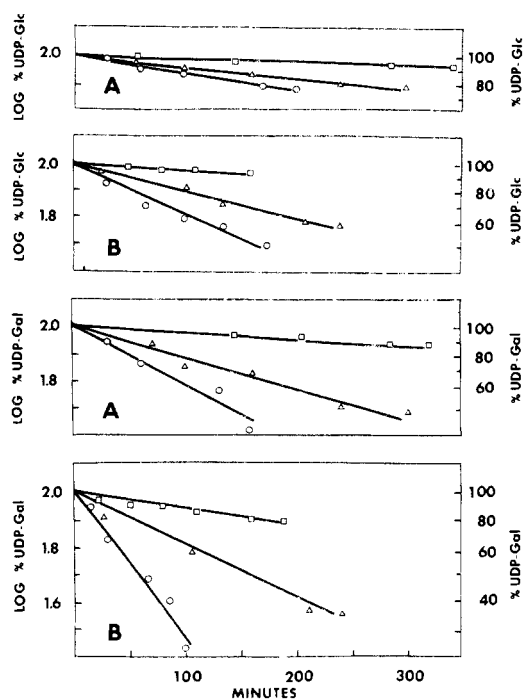 LOG % UDP-Glc
2.0
A
100
80
% UDP-Glc
LOG % UDP-Glc
2.0
1.8
B
100
80
60
% UDP-Glc
LOG % UDP-Gal
2.0
1.8
A
100
80
60
% UDP-Gal
LOG % UDP-Gal
2.0
1.8
1.6
B
100
80
60
40
% UDP-Gal
100 200 300
MINUTES